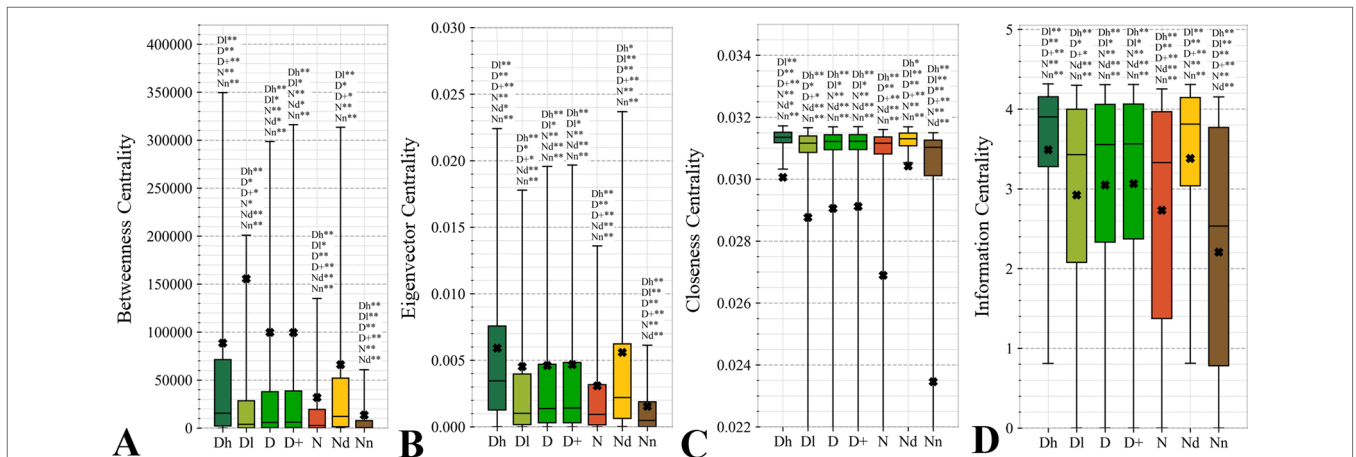 Betweenness Centrality
400000
350000
300000
250000
200000
150000
100000
50000
0
Dl**
D**
D+**
N**
Nn**
Dh**
D*
D+*
N*
Nd**
Nn**
Dh**
Dl*
N**
Nd*
Nn**
Dh**
Dl*
N**
Nd*
Nn**
Dh**
Dl*
D**
D+**
Nd**
Nn**
Dl**
D*
D+*
N**
Nn**
Dh**
Dl**
D**
D+**
N**
Nd**
Dh Dl D D+ N Nd Nn
A
Eigenvector Centrality
0.030
0.025
0.020
0.015
0.010
0.005
0.000
Dl**
D**
D+**
N**
Nd*
Nn**
Dh**
D*
D+*
Nd**
Nn**
Dh**
Dl*
N**
Nd**
Nn**
Dh**
Dl*
N**
Nd**
Nn**
Dh**
D**
D+**
Nd**
Nn**
Dh*
Dl**
D**
D+**
N**
Nn**
Dh**
Dl**
D**
D+**
N**
Nd**
Dh Dl D D+ N Nd Nn
B
Closeness Centrality
0.034
0.032
0.030
0.028
0.026
0.024
0.022
Dl**
D**
D+**
N**
Nd*
Nn**
Dh**
D*
D+*
Nd**
Nn**
Dh**
Dl*
N**
Nd**
Nn**
Dh**
Dl*
N**
Nd**
Nn**
Dh**
D**
D+**
Nd**
Nn**
Dh*
Dl**
D**
D+**
N**
Nn**
Dh**
Dl**
D**
D+**
N**
Nd**
Dh Dl D D+ N Nd Nn
C
Information Centrality
5
4
3
2
1
0
Dl**
D**
D+**
N**
Nn**
Dh**
D*
D+*
Nd**
Nn**
Dh**
Dl*
N**
Nd**
Nn**
Dh**
Dl*
N**
Nd**
Nn**
Dh**
D**
D+**
Nd**
Nn**
Dl**
D**
D+**
N**
Nn**
Dh**
Dl**
D**
D+**
N**
Nd**
Dh Dl D D+ N Nd Nn
D